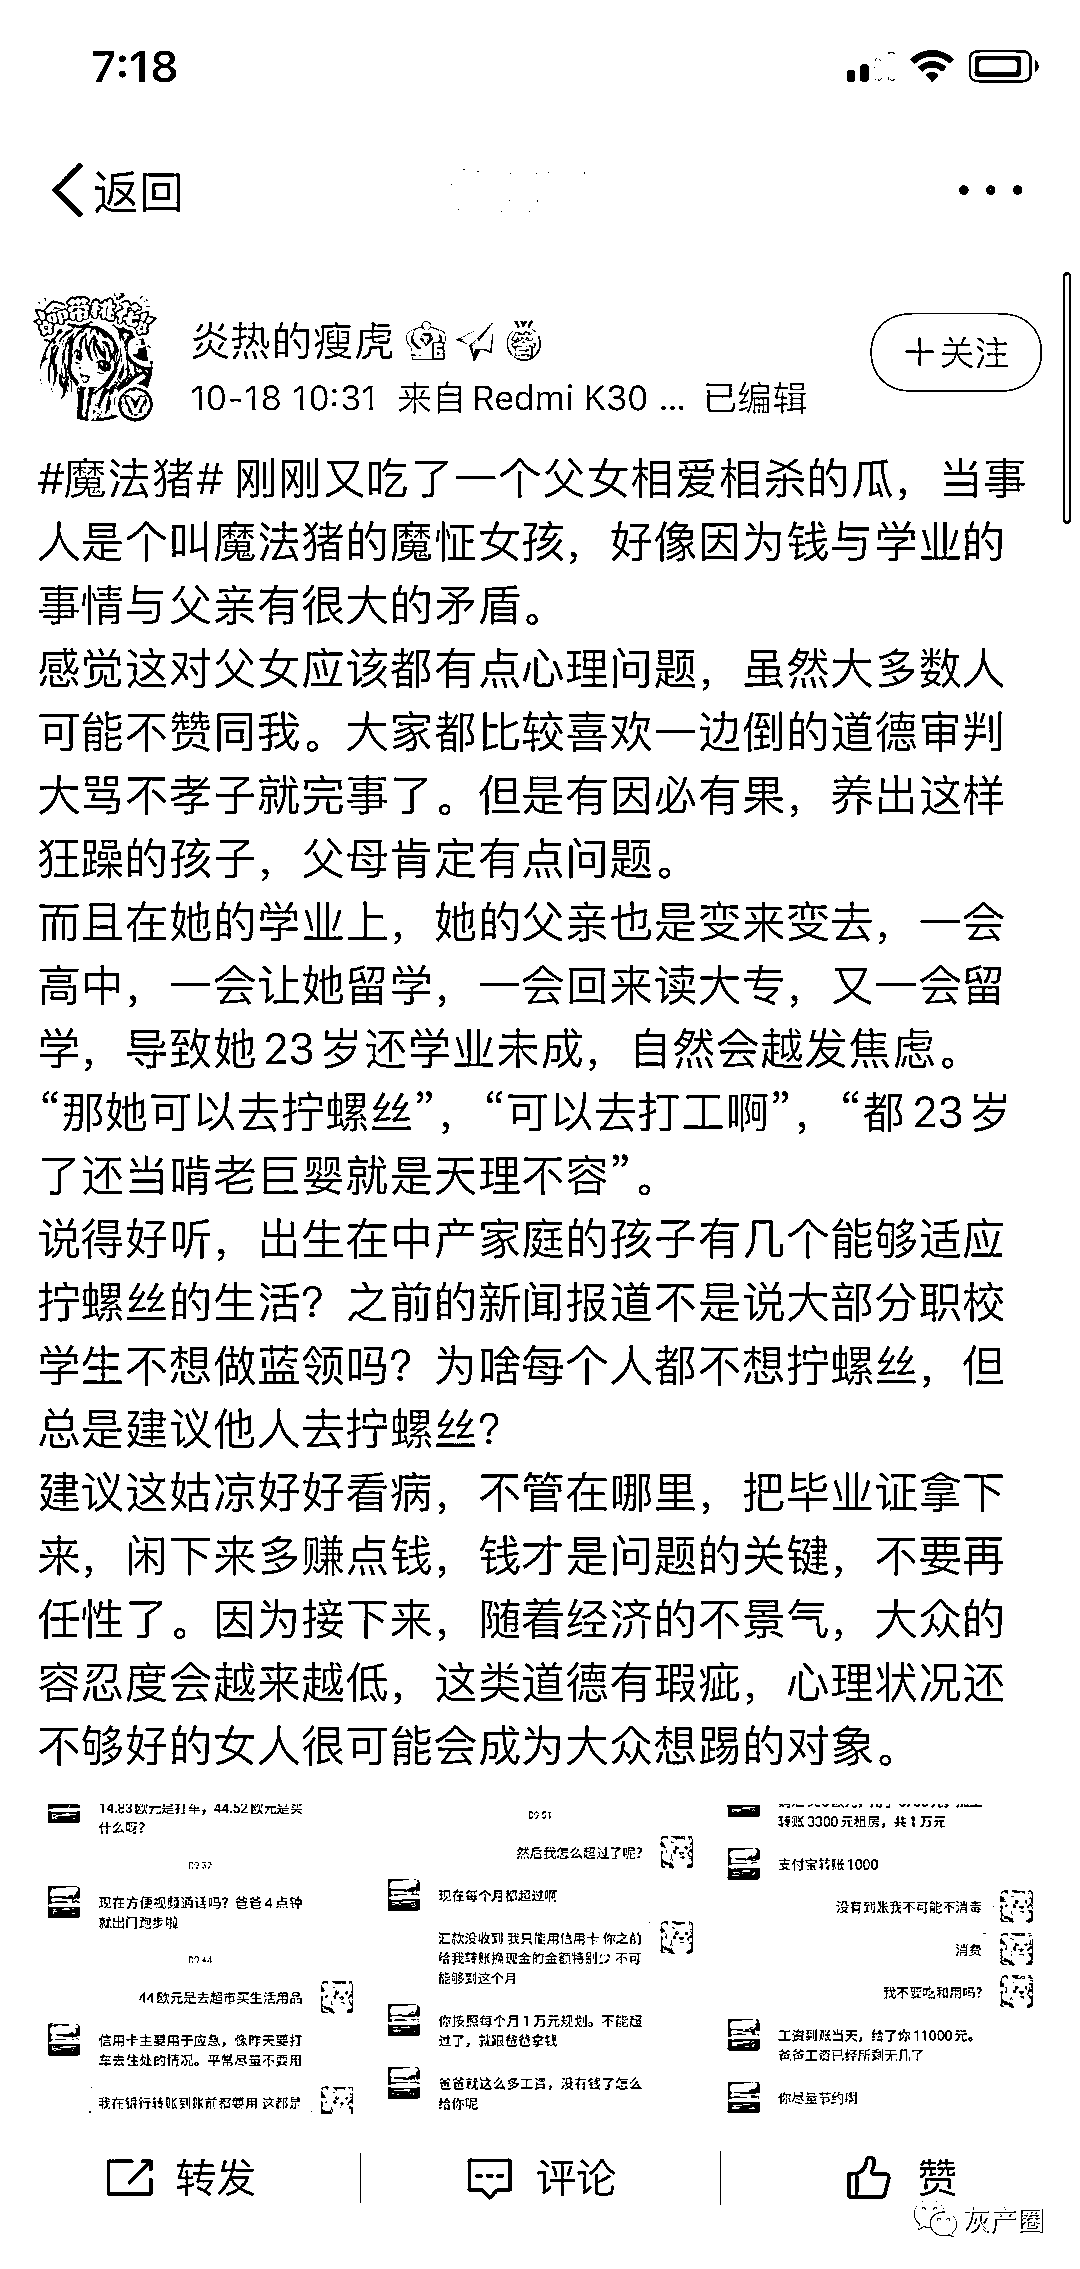 7:18
返回
命带桃花
炎热的瘦虎
＋关注
10-18 10:31 来自 Redmi K30 ... 已编辑
#魔法猪# 刚刚又吃了一个父女相爱相杀的瓜，当事
人是个叫魔法猪的魔怔女孩，好像因为钱与学业的
事情与父亲有很大的矛盾。
感觉这对父女应该都有点心理问题，虽然大多数人
可能不赞同我。大家都比较喜欢一边倒的道德审判
大骂不孝子就完事了。但是有因必有果，养出这样
狂躁的孩子，父母肯定有点问题。
而且在她的学业上，她的父亲也是变来变去，一会
高中，一会让她留学，一会回来读大专，又一会留
学，导致她 23 岁还学业未成，自然会越发焦虑。
“那她可以去拧螺丝”，“可以去打工啊”，“都 23 岁
了还当啃老巨婴就是天理不容”。
说得好听，出生在中产家庭的孩子有几个能够适应
拧螺丝的生活？之前的新闻报道不是说大部分职校
学生不想做蓝领吗？为啥每个人都不想拧螺丝，但
总是建议他人去拧螺丝？
建议这姑凉好好看病，不管在哪里，把毕业证拿下
来，闲下来多赚点钱，钱才是问题的关键，不要再
任性了。因为接下来，随着经济的不景气，大众的
容忍度会越来越低，这类道德有瑕疵，心理状况还
不够好的女人很可能会成为大众想踢的对象。
14.83欧元是打车，44.52欧元是买
什么呀？
现在方便视频通话吗？爸爸4点钟
就出门跑步啦
44欧元是去超市买生活用品
信用卡主要用于应急，像昨天要打
车去住处的情况。平常尽量不要用
我在银行转账到账前都要用 这都是
09:51
然后我怎么超过了呢？
现在每个月都超过啊
汇款没收到 我只能用信用卡 你之前
给我转账换现金的金额特别少 不可
能够到这个月
你按照每个月1万元规划。不能超
过了，就跟爸爸拿钱
爸爸就这么多工资，没有钱了怎么
给你呢
转账3300元租房，共1万元
支付宝转账1000
没有到账我不可能不消毒
消费
我不要吃和用吗？
工资到账当天，给了你11000元。
爸爸工资已经所剩无几了
你尽量节约啊
转发
评论
赞
灰产圈